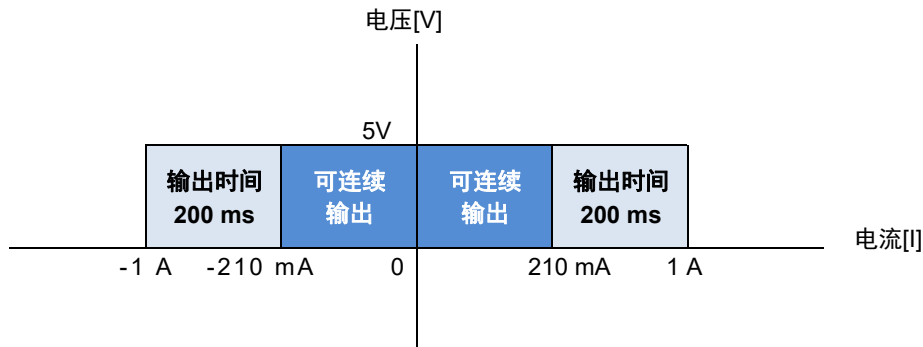 电压[V]
5V
输出时间
200 ms
可连续
输出
可连续
输出
输出时间
200 ms
电流[I]
-1 A
-210 mA
0
210 mA
1 A